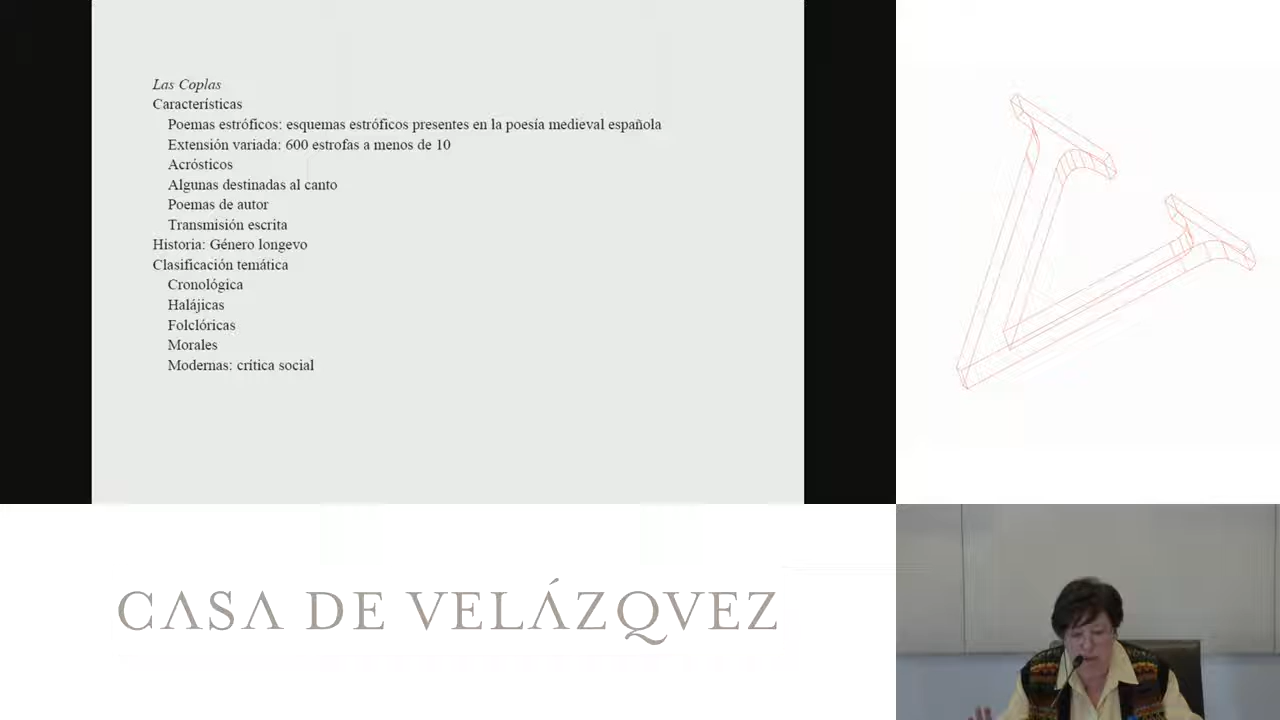 Las Coplas
Características
Poemas estróficos: esquemas estróficos presentes en la poesía medieval española
Extensión variada: 600 estrofas a menos de 10
Acrósticos
Algunas destinadas al canto
Poemas de autor
Transmisión escrita
Historia: Género longevo
Clasificación temática
Cronológica
Halájicas
Folclóricas
Morales
Modernas: crítica social
CASA DE VELÁZQVEZ